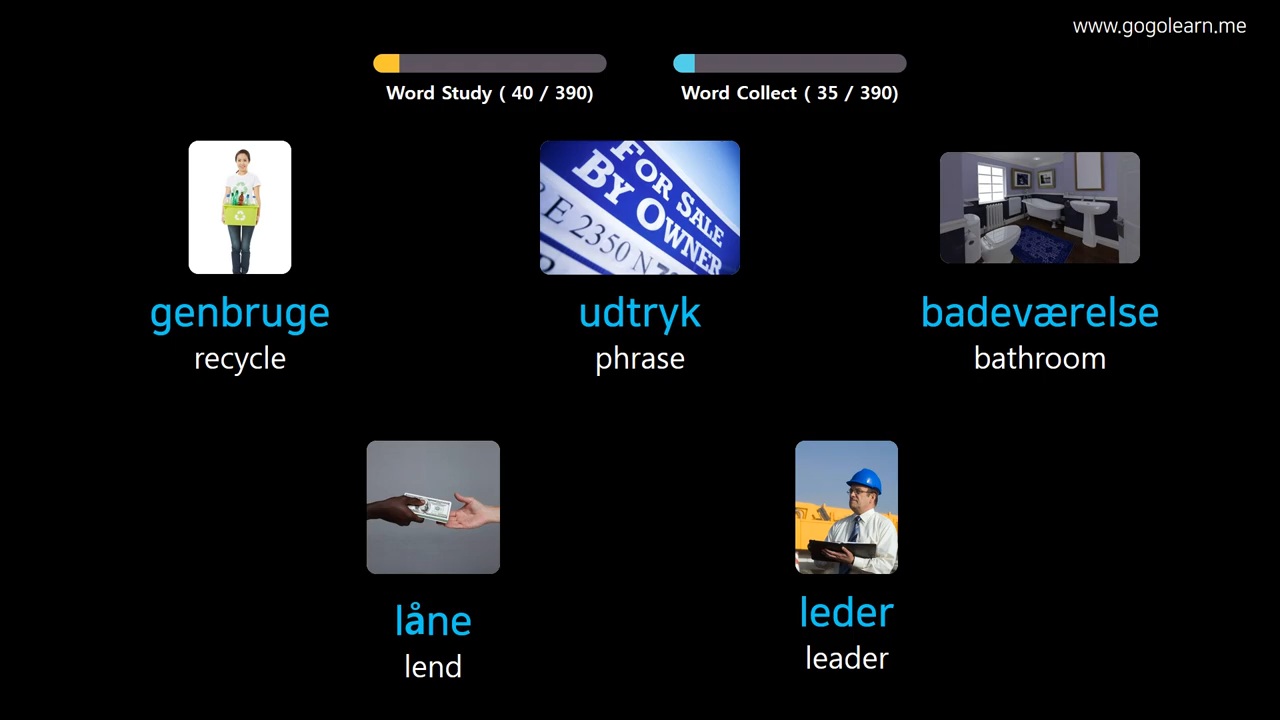 www.gogolearn.me
Word Study ( 40 / 390)
Word Collect ( 35 / 390)
FOR SALE
BY OWNER
E 2350 N
genbruge
udtryk
badeværelse
recycle
phrase
bathroom
låne
leder
lend
leader